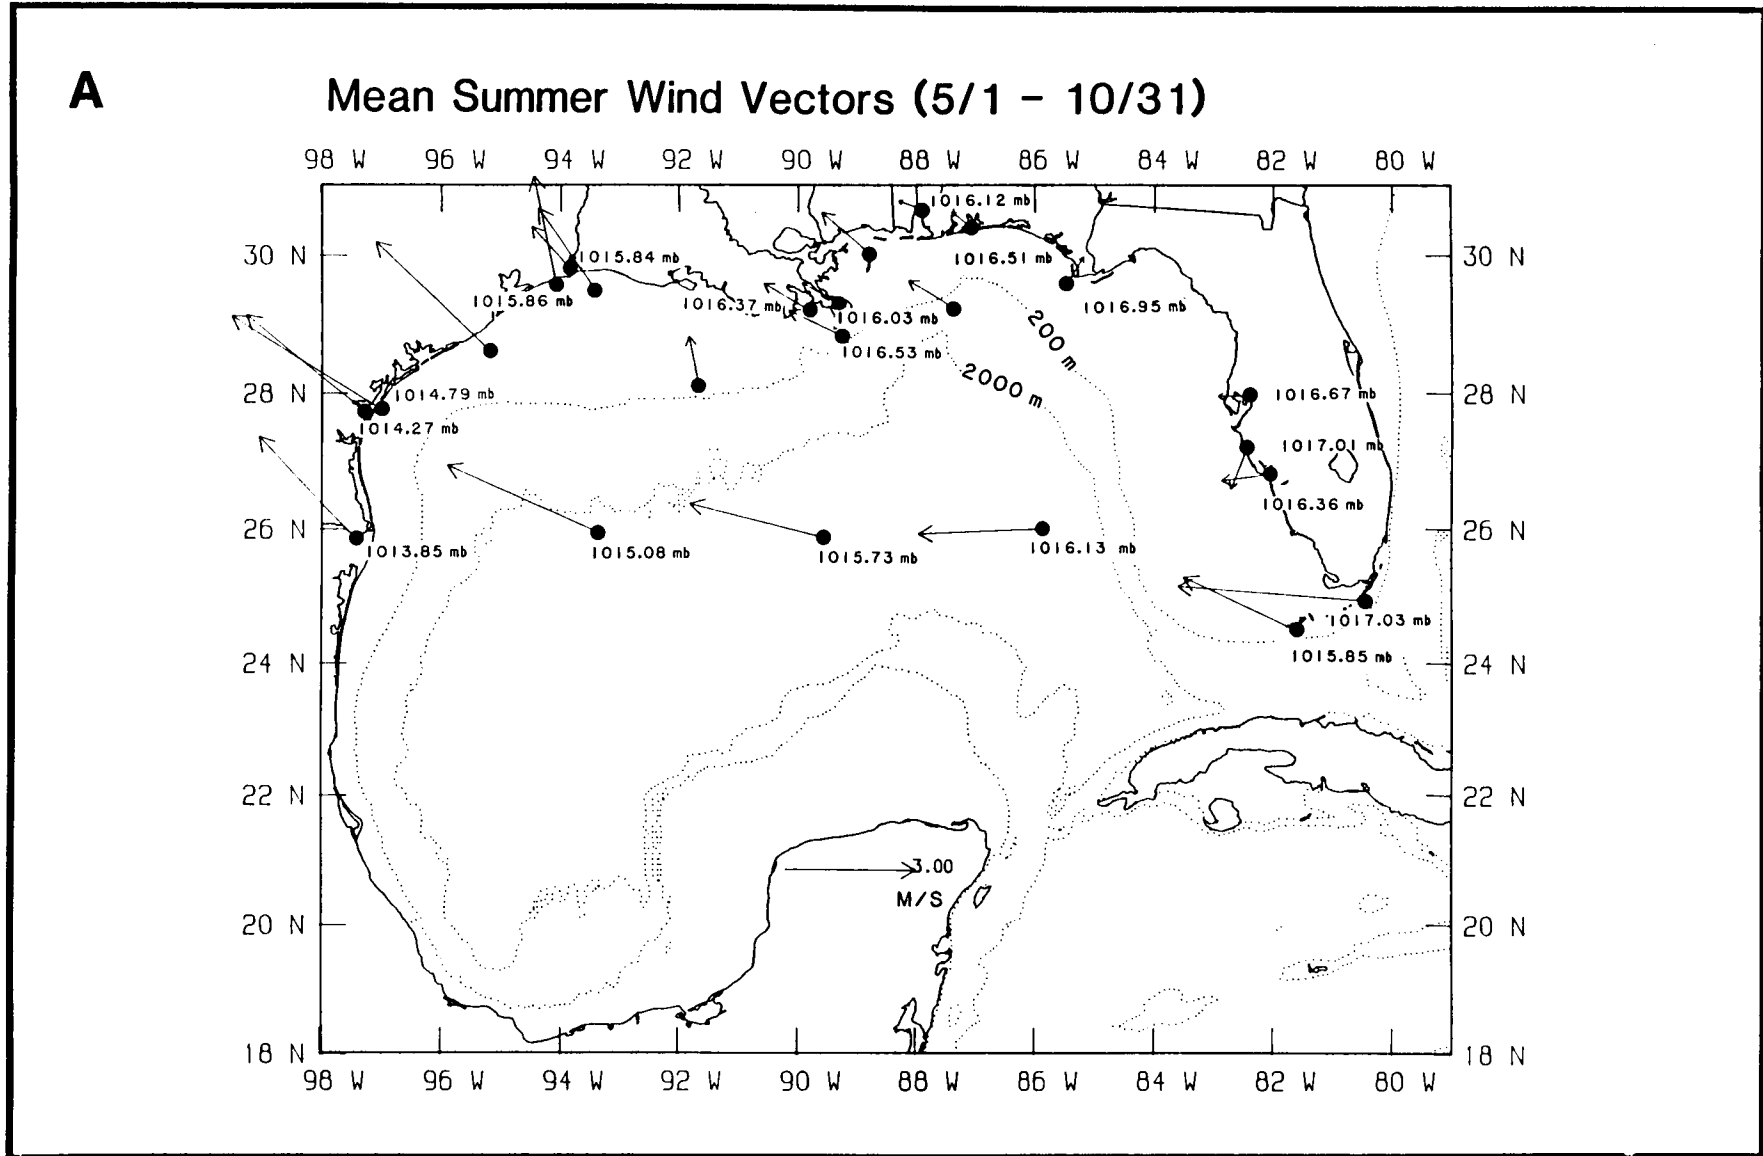 A
Mean Summer Wind Vectors (5/1 - 10/31)
98 W 96 W 94 W 92 W 90 W 88 W 86 W 84 W 82 W 80 W
1016.12 mb
30 N 1015.84 mb 1016.51 mb 30 N
1015.86 mb 1016.37 mb 1016.03 mb 1016.95 mb
200 m
1016.53 mb
2000 m
28 N 1014.79 mb 1016.67 mb 28 N
1014.27 mb 1017.01 mb
1016.36 mb
26 N 26 N
1013.85 mb 1015.08 mb 1015.73 mb 1016.13 mb
1017.03 mb
1015.85 mb
24 N 24 N
22 N 22 N
3.00
M/S
20 N 20 N
18 N 18 N
98 W 96 W 94 W 92 W 90 W 88 W 86 W 84 W 82 W 80 W